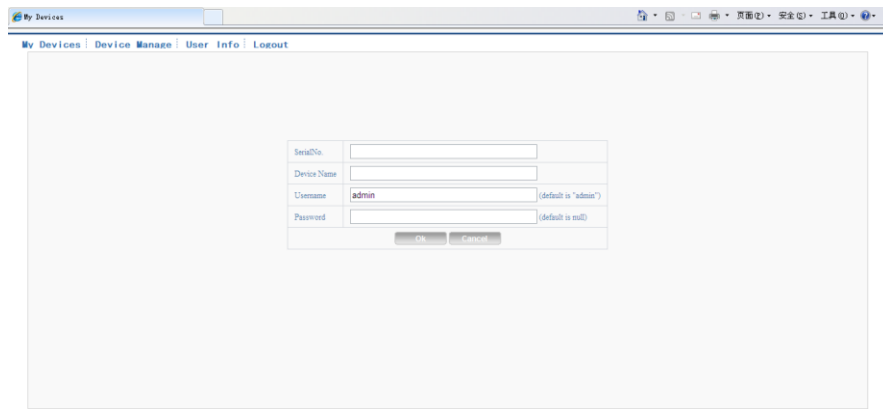 My Devices
页面(P) 安全(S) 工具(O)
My Devices Device Manage User Info Logout
SerialNo.
Device Name
Username admin (default is "admin")
Password (default is null)
Ok Cancel